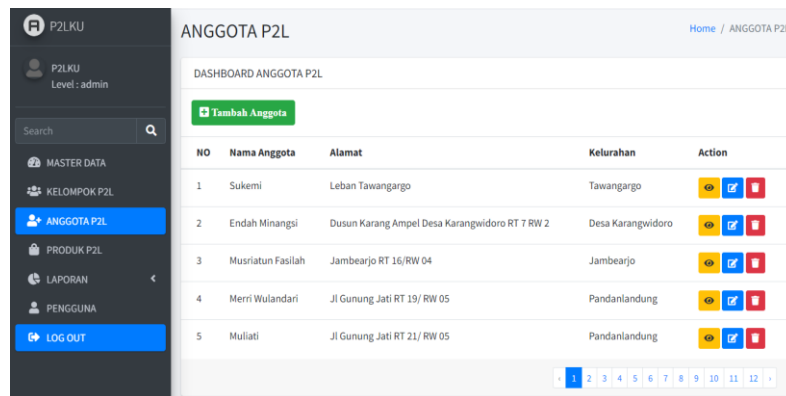 P2LKU
ANGGOTA P2L
Home / ANGGOTA P2
P2LKU
Level : admin
DASHBOARD ANGGOTA P2L
Tambah Anggota
Search
NO Nama Anggota Alamat Kelurahan Action
MASTER DATA
KELOMPOK P2L
ANGGOTA P2L
PRODUK P2L
LAPORAN
PENGGUNA
LOG OUT
1 Sukemi Leban Tawangargo Tawangargo
2 Endah Minangsi Dusun Karang Ampel Desa Karangwidoro RT 7 RW 2 Desa Karangwidoro
3 Musriatun Fasilah Jambearjo RT 16/RW 04 Jambearjo
4 Merri Wulandari Jl Gunung Jati RT 19/ RW 05 Pandanlandung
5 Muliati Jl Gunung Jati RT 21/ RW 05 Pandanlandung
‹ 1 2 3 4 5 6 7 8 9 10 11 12 ›